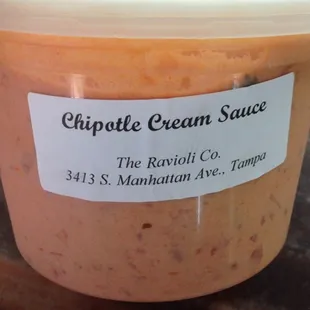 Chipotle Cream Sauce
The Ravioli Co.
3413 S. Manhattan Ave., Tampa